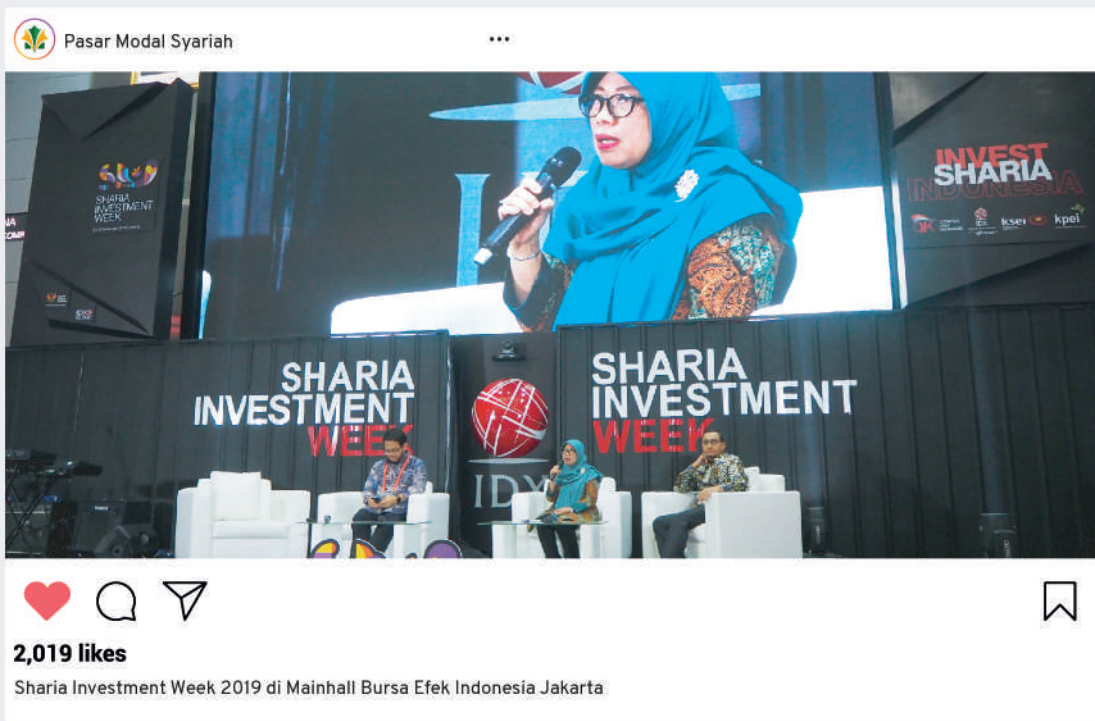 Pasar Modal Syariah
SHARIA
INVESTMENT
WEEK
INVEST
SHARIA
INDONESIA
ksei
kpei
SHARIA
INVESTMENT
WEEK
SHARIA
INVESTMENT
WEEK
IDX
2,019 likes
Sharia Investment Week 2019 di Mainhall Bursa Efek Indonesia Jakarta